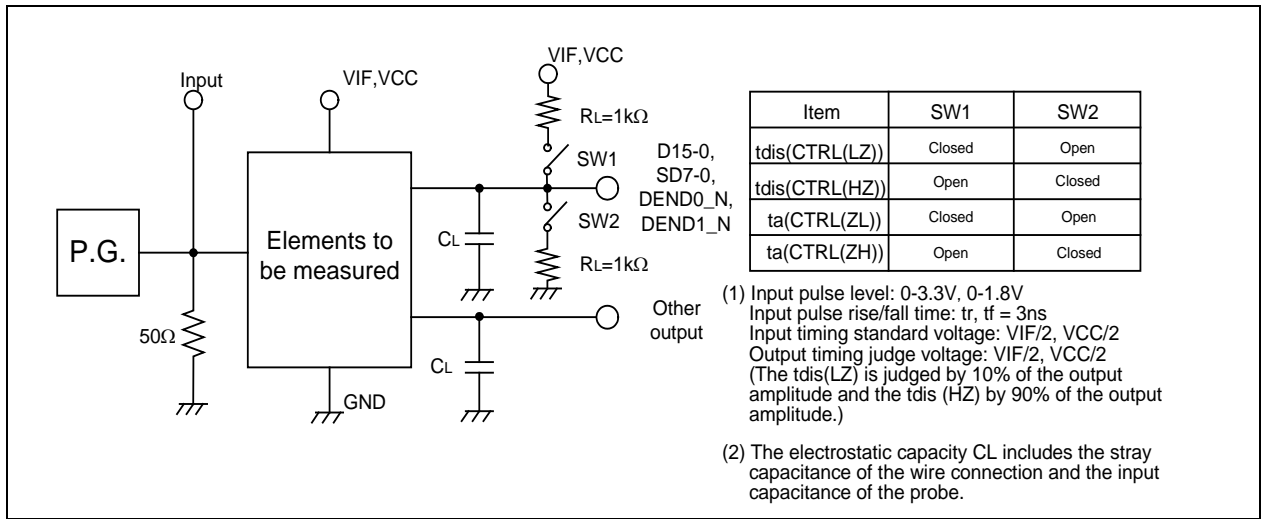 Input
VIF,VCC
VIF,VCC
RL=1kΩ
SW1
D15-0,
SD7-0,
DEND0_N,
DEND1_N
SW2
RL=1kΩ
P.G.
Elements to
be measured
CL
50Ω
Other
output
CL
GND
Item SW1 SW2
tdis(CTRL(LZ)) Closed Open
tdis(CTRL(HZ)) Open Closed
ta(CTRL(ZL)) Closed Open
ta(CTRL(ZH)) Open Closed
(1) Input pulse level: 0-3.3V, 0-1.8V
Input pulse rise/fall time: tr, tf = 3ns
Input timing standard voltage: VIF/2, VCC/2
Output timing judge voltage: VIF/2, VCC/2
(The tdis(LZ) is judged by 10% of the output
amplitude and the tdis (HZ) by 90% of the output
amplitude.)
(2) The electrostatic capacity CL includes the stray
capacitance of the wire connection and the input
capacitance of the probe.